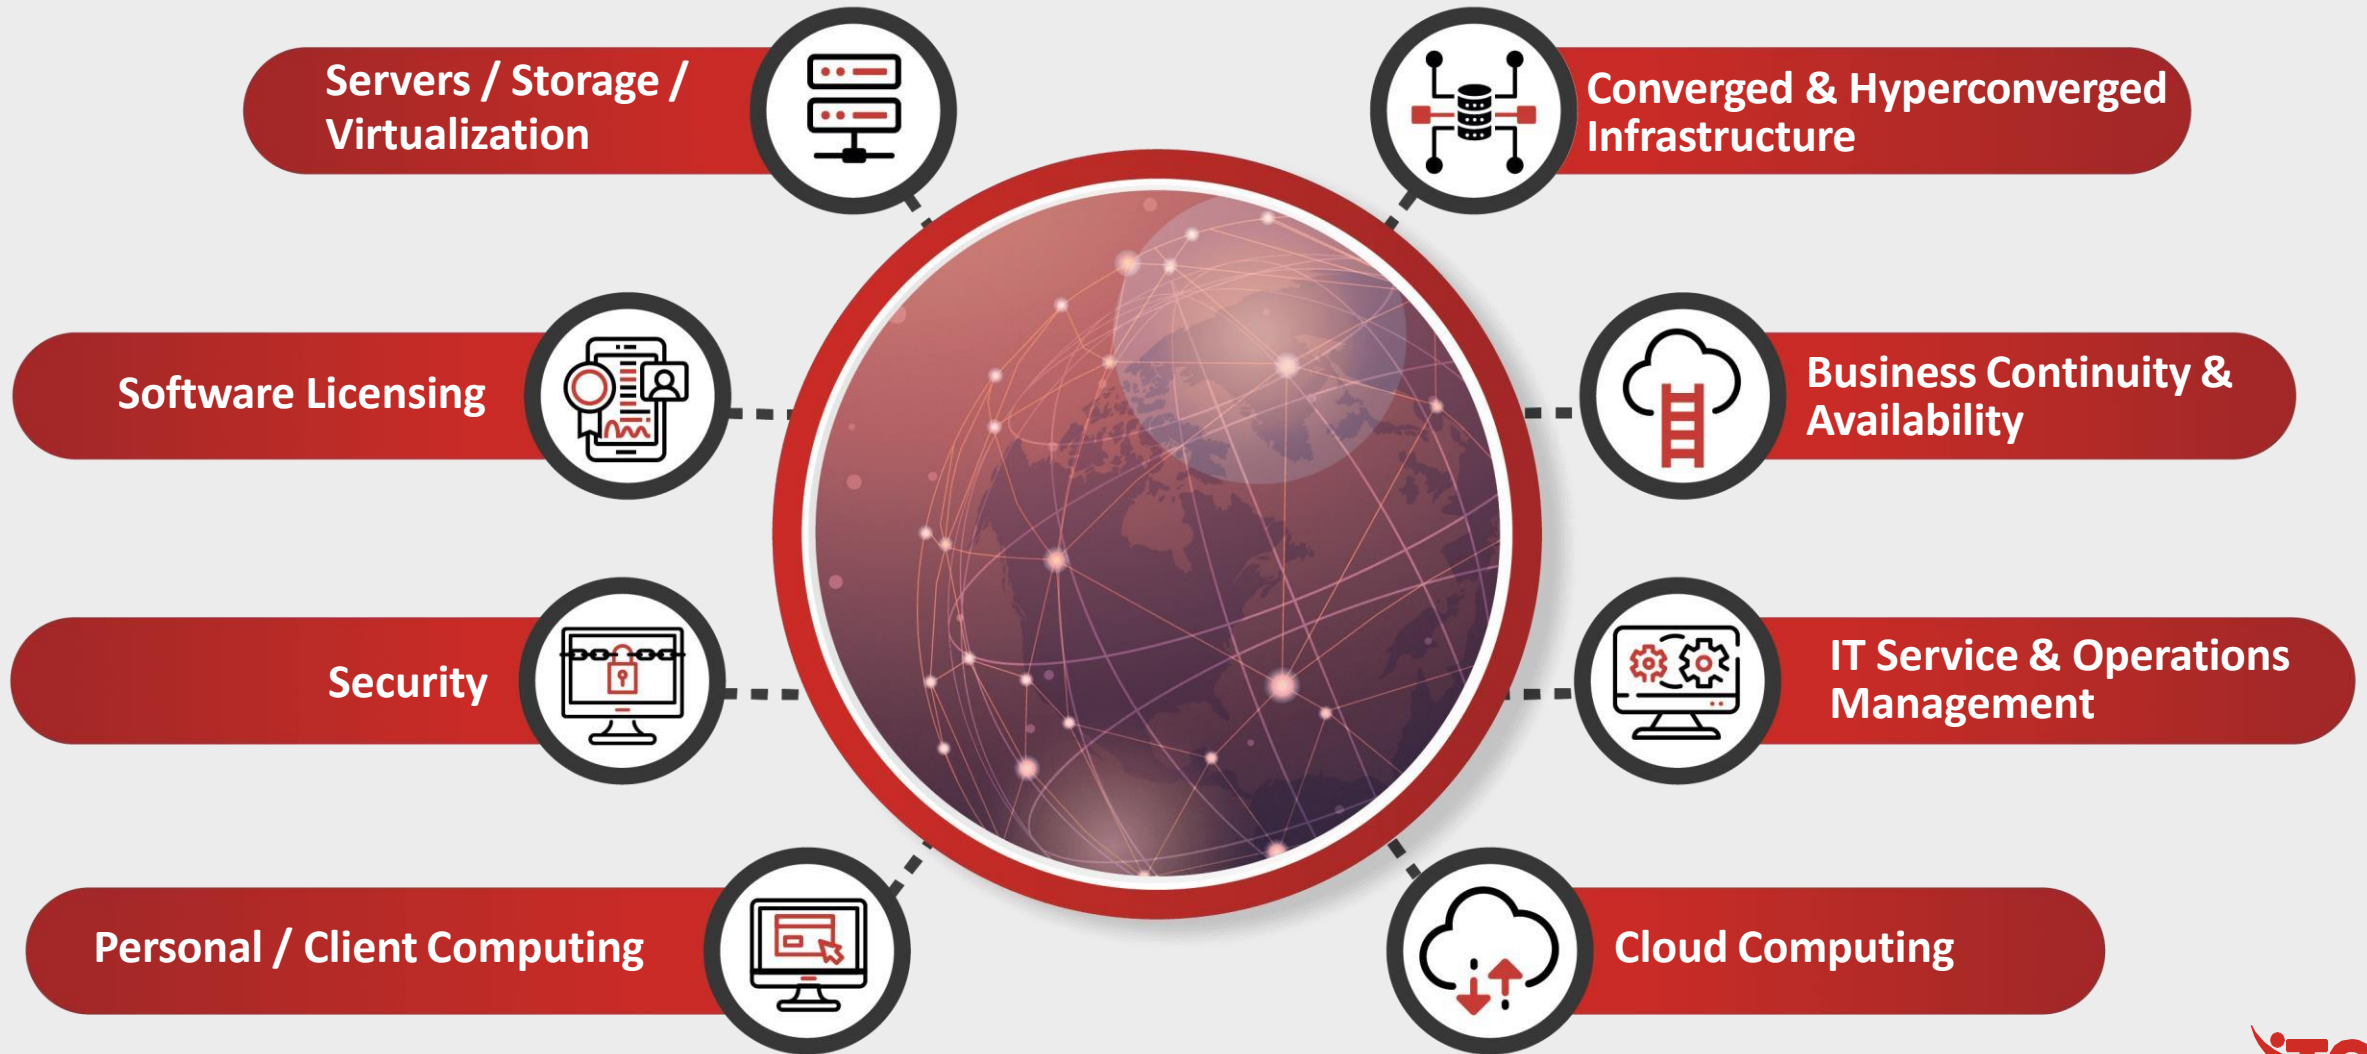 Servers / Storage /
Virtualization
Converged & Hyperconverged
Infrastructure
Software Licensing
Business Continuity &
Availability
Security
IT Service & Operations
Management
Personal / Client Computing
Cloud Computing